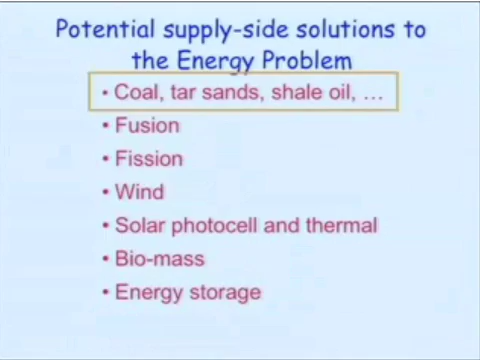 Potential supply-side solutions to
the Energy Problem
• Coal, tar sands, shale oil, …
• Fusion
• Fission
• Wind
• Solar photocell and thermal
• Bio-mass
• Energy storage